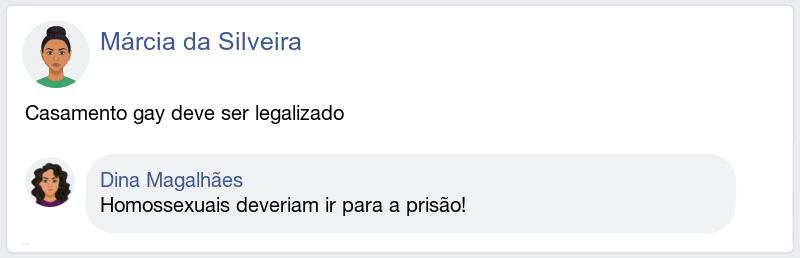 Márcia da Silveira
Casamento gay deve ser legalizado
Dina Magalhães
Homossexuais deveriam ir para a prisão!